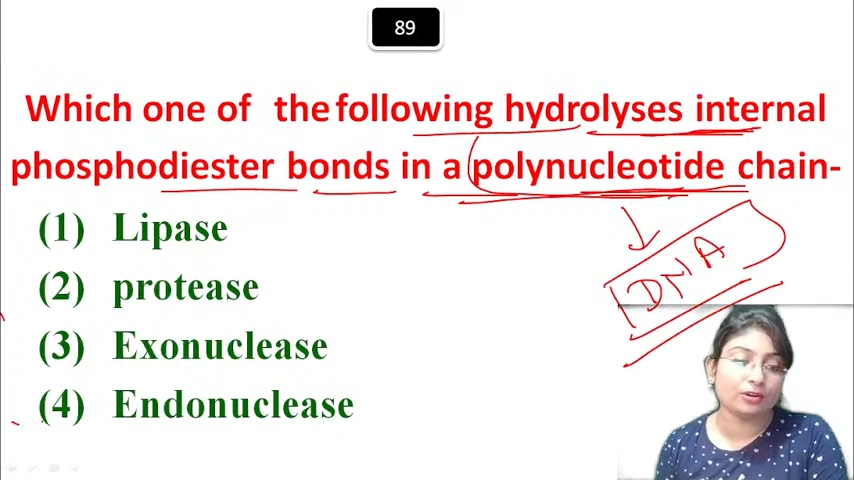 89
Which one of the following hydrolyses internal
phosphodiester bonds in a polynucleotide chain-
(1) Lipase
(2) protease
DNA
(3) Exonuclease
(4) Endonuclease